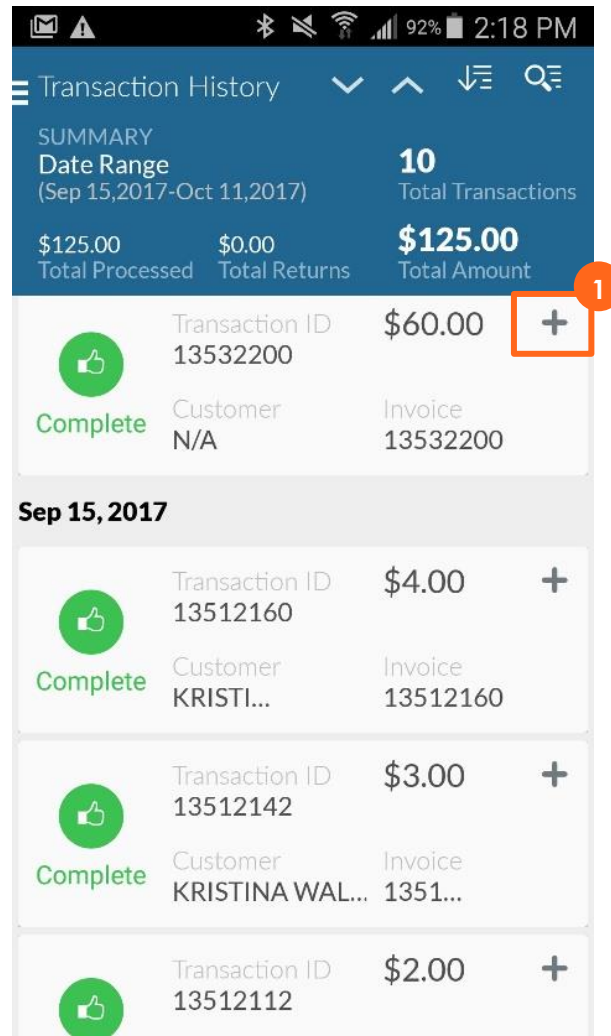 92% 2:18 PM
Transaction History
SUMMARY
Date Range
(Sep 15,2017-Oct 11,2017)
10
Total Transactions
$125.00
Total Processed
$0.00
Total Returns
$125.00
Total Amount
1
Transaction ID
13532200
$60.00 +
Complete
Customer
N/A
Invoice
13532200
Sep 15, 2017
Transaction ID
13512160
$4.00 +
Complete
Customer
KRISTI...
Invoice
13512160
Transaction ID
13512142
$3.00 +
Complete
Customer
KRISTINA WAL...
Invoice
1351...
Transaction ID
13512112
$2.00 +